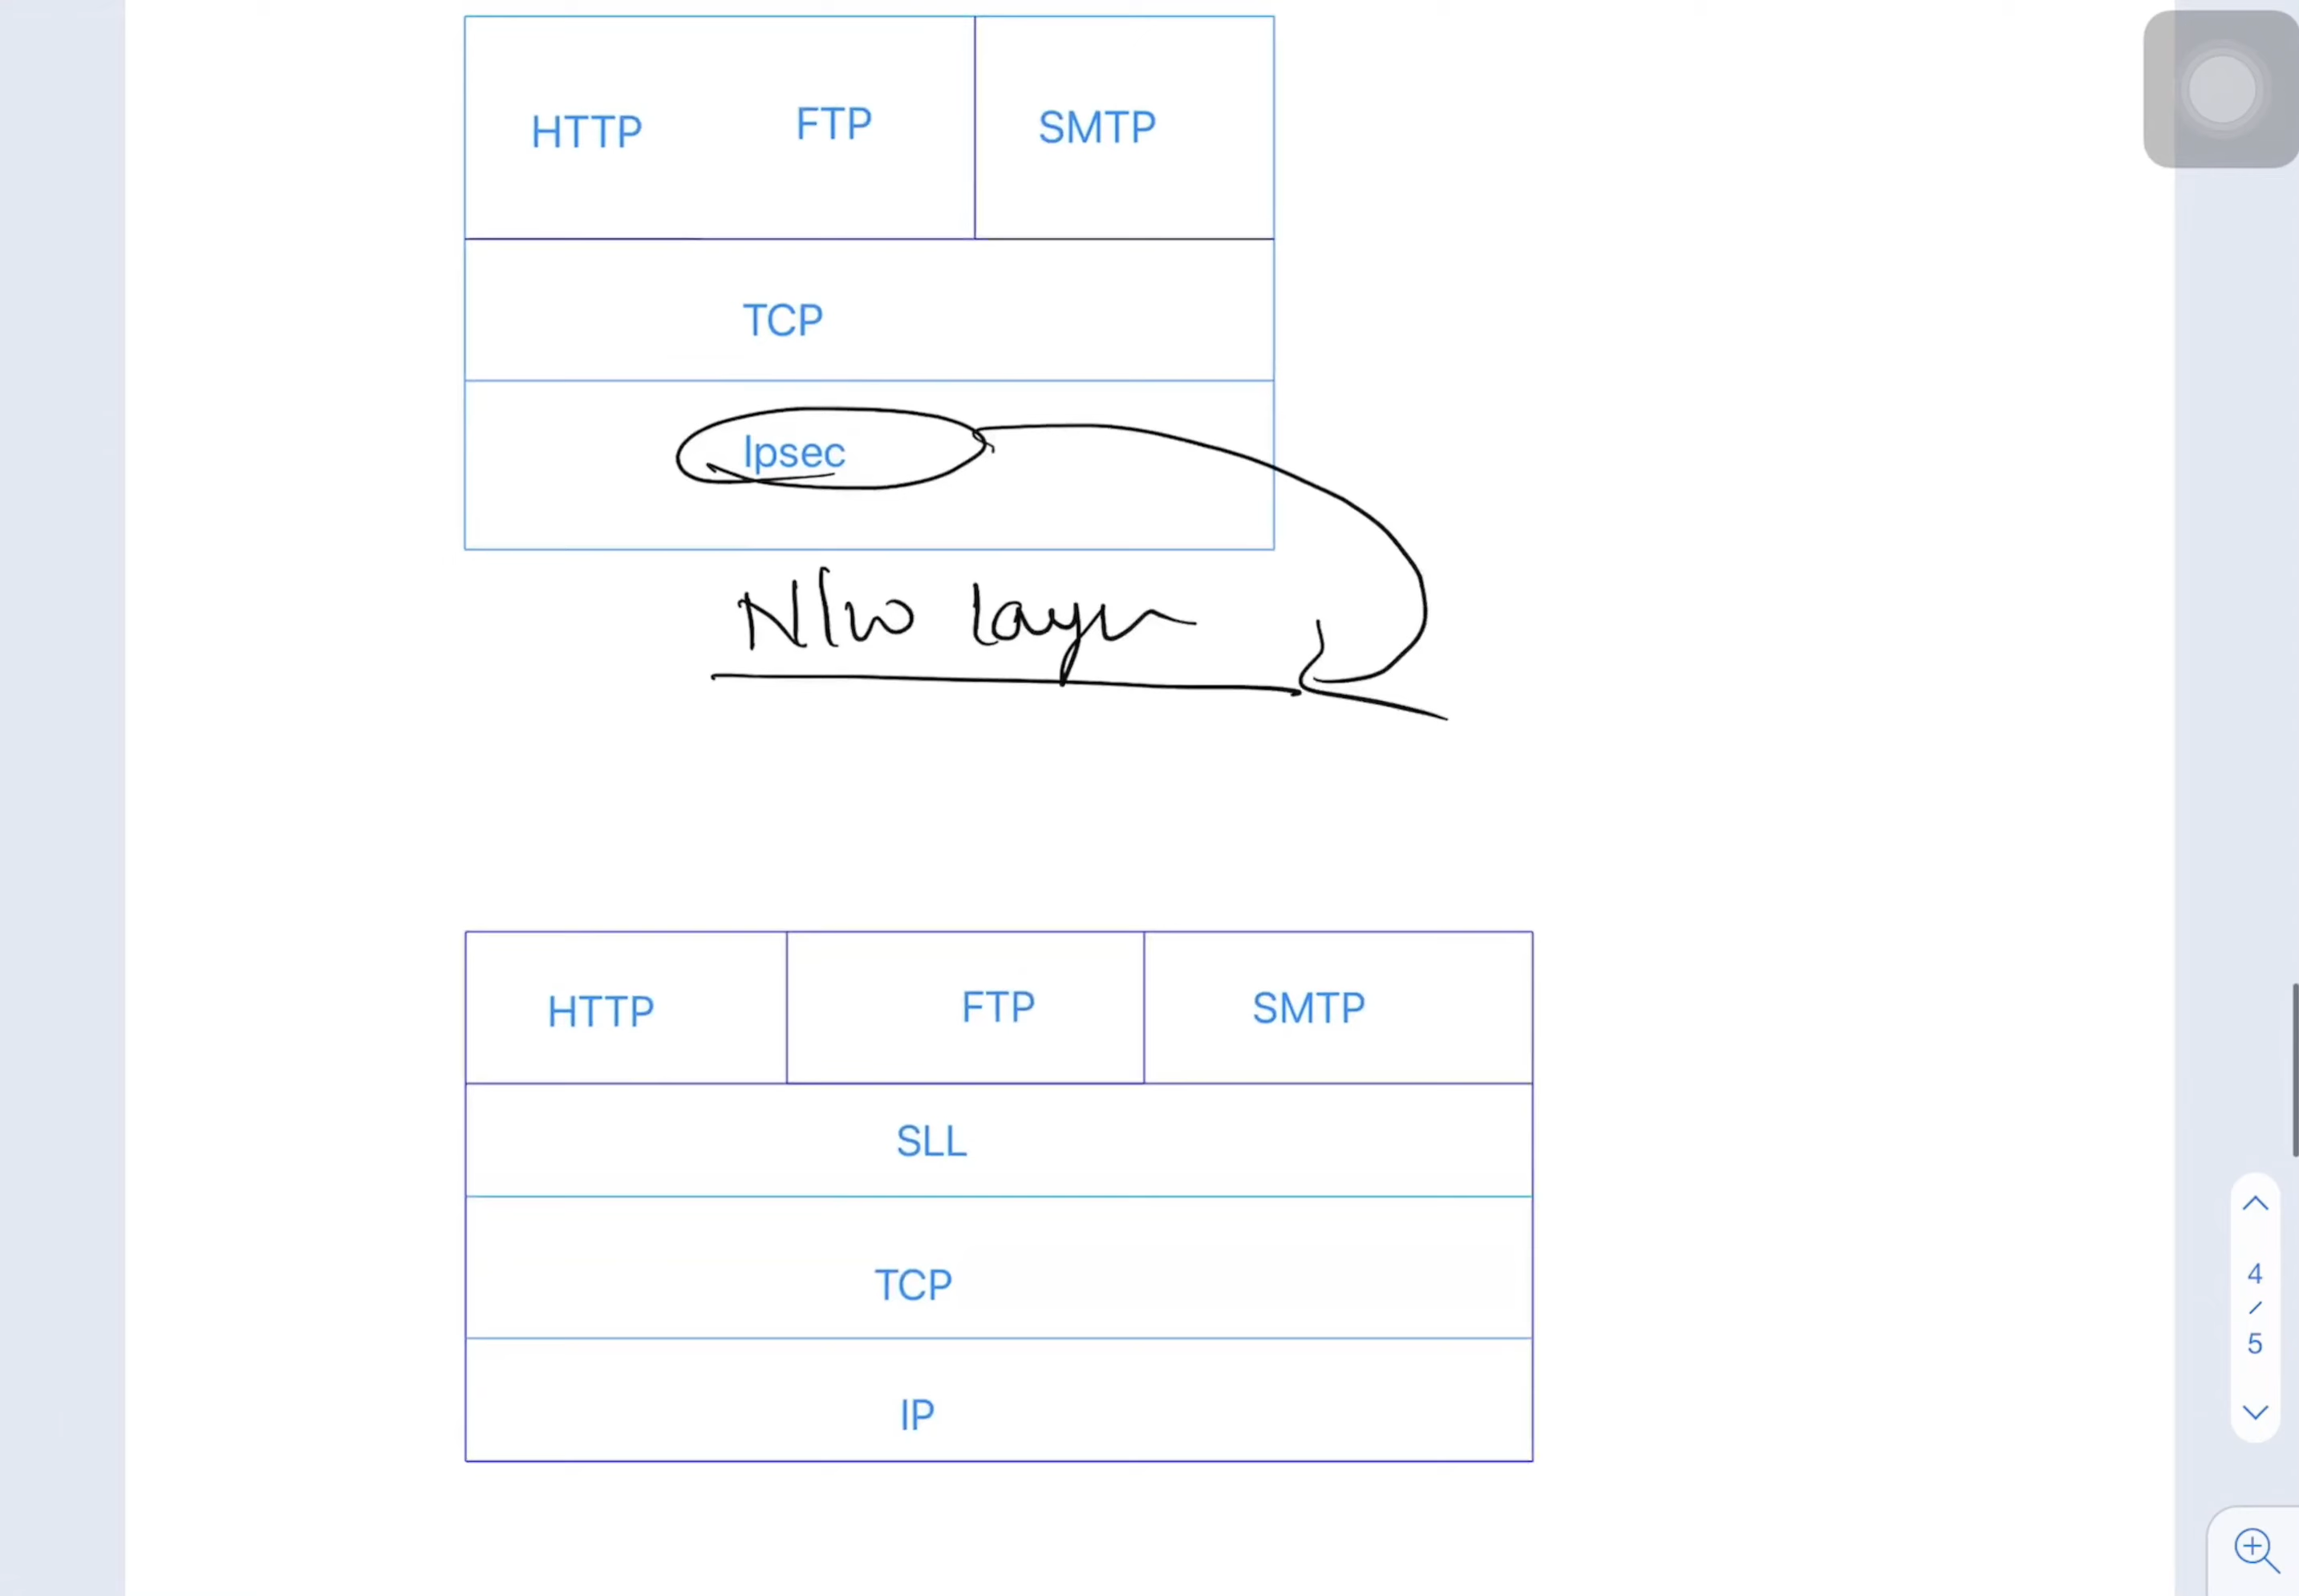 HTTP FTP SMTP
TCP
Ipsec
N/w layer
HTTP FTP SMTP
SLL
TCP
IP
4
/
5